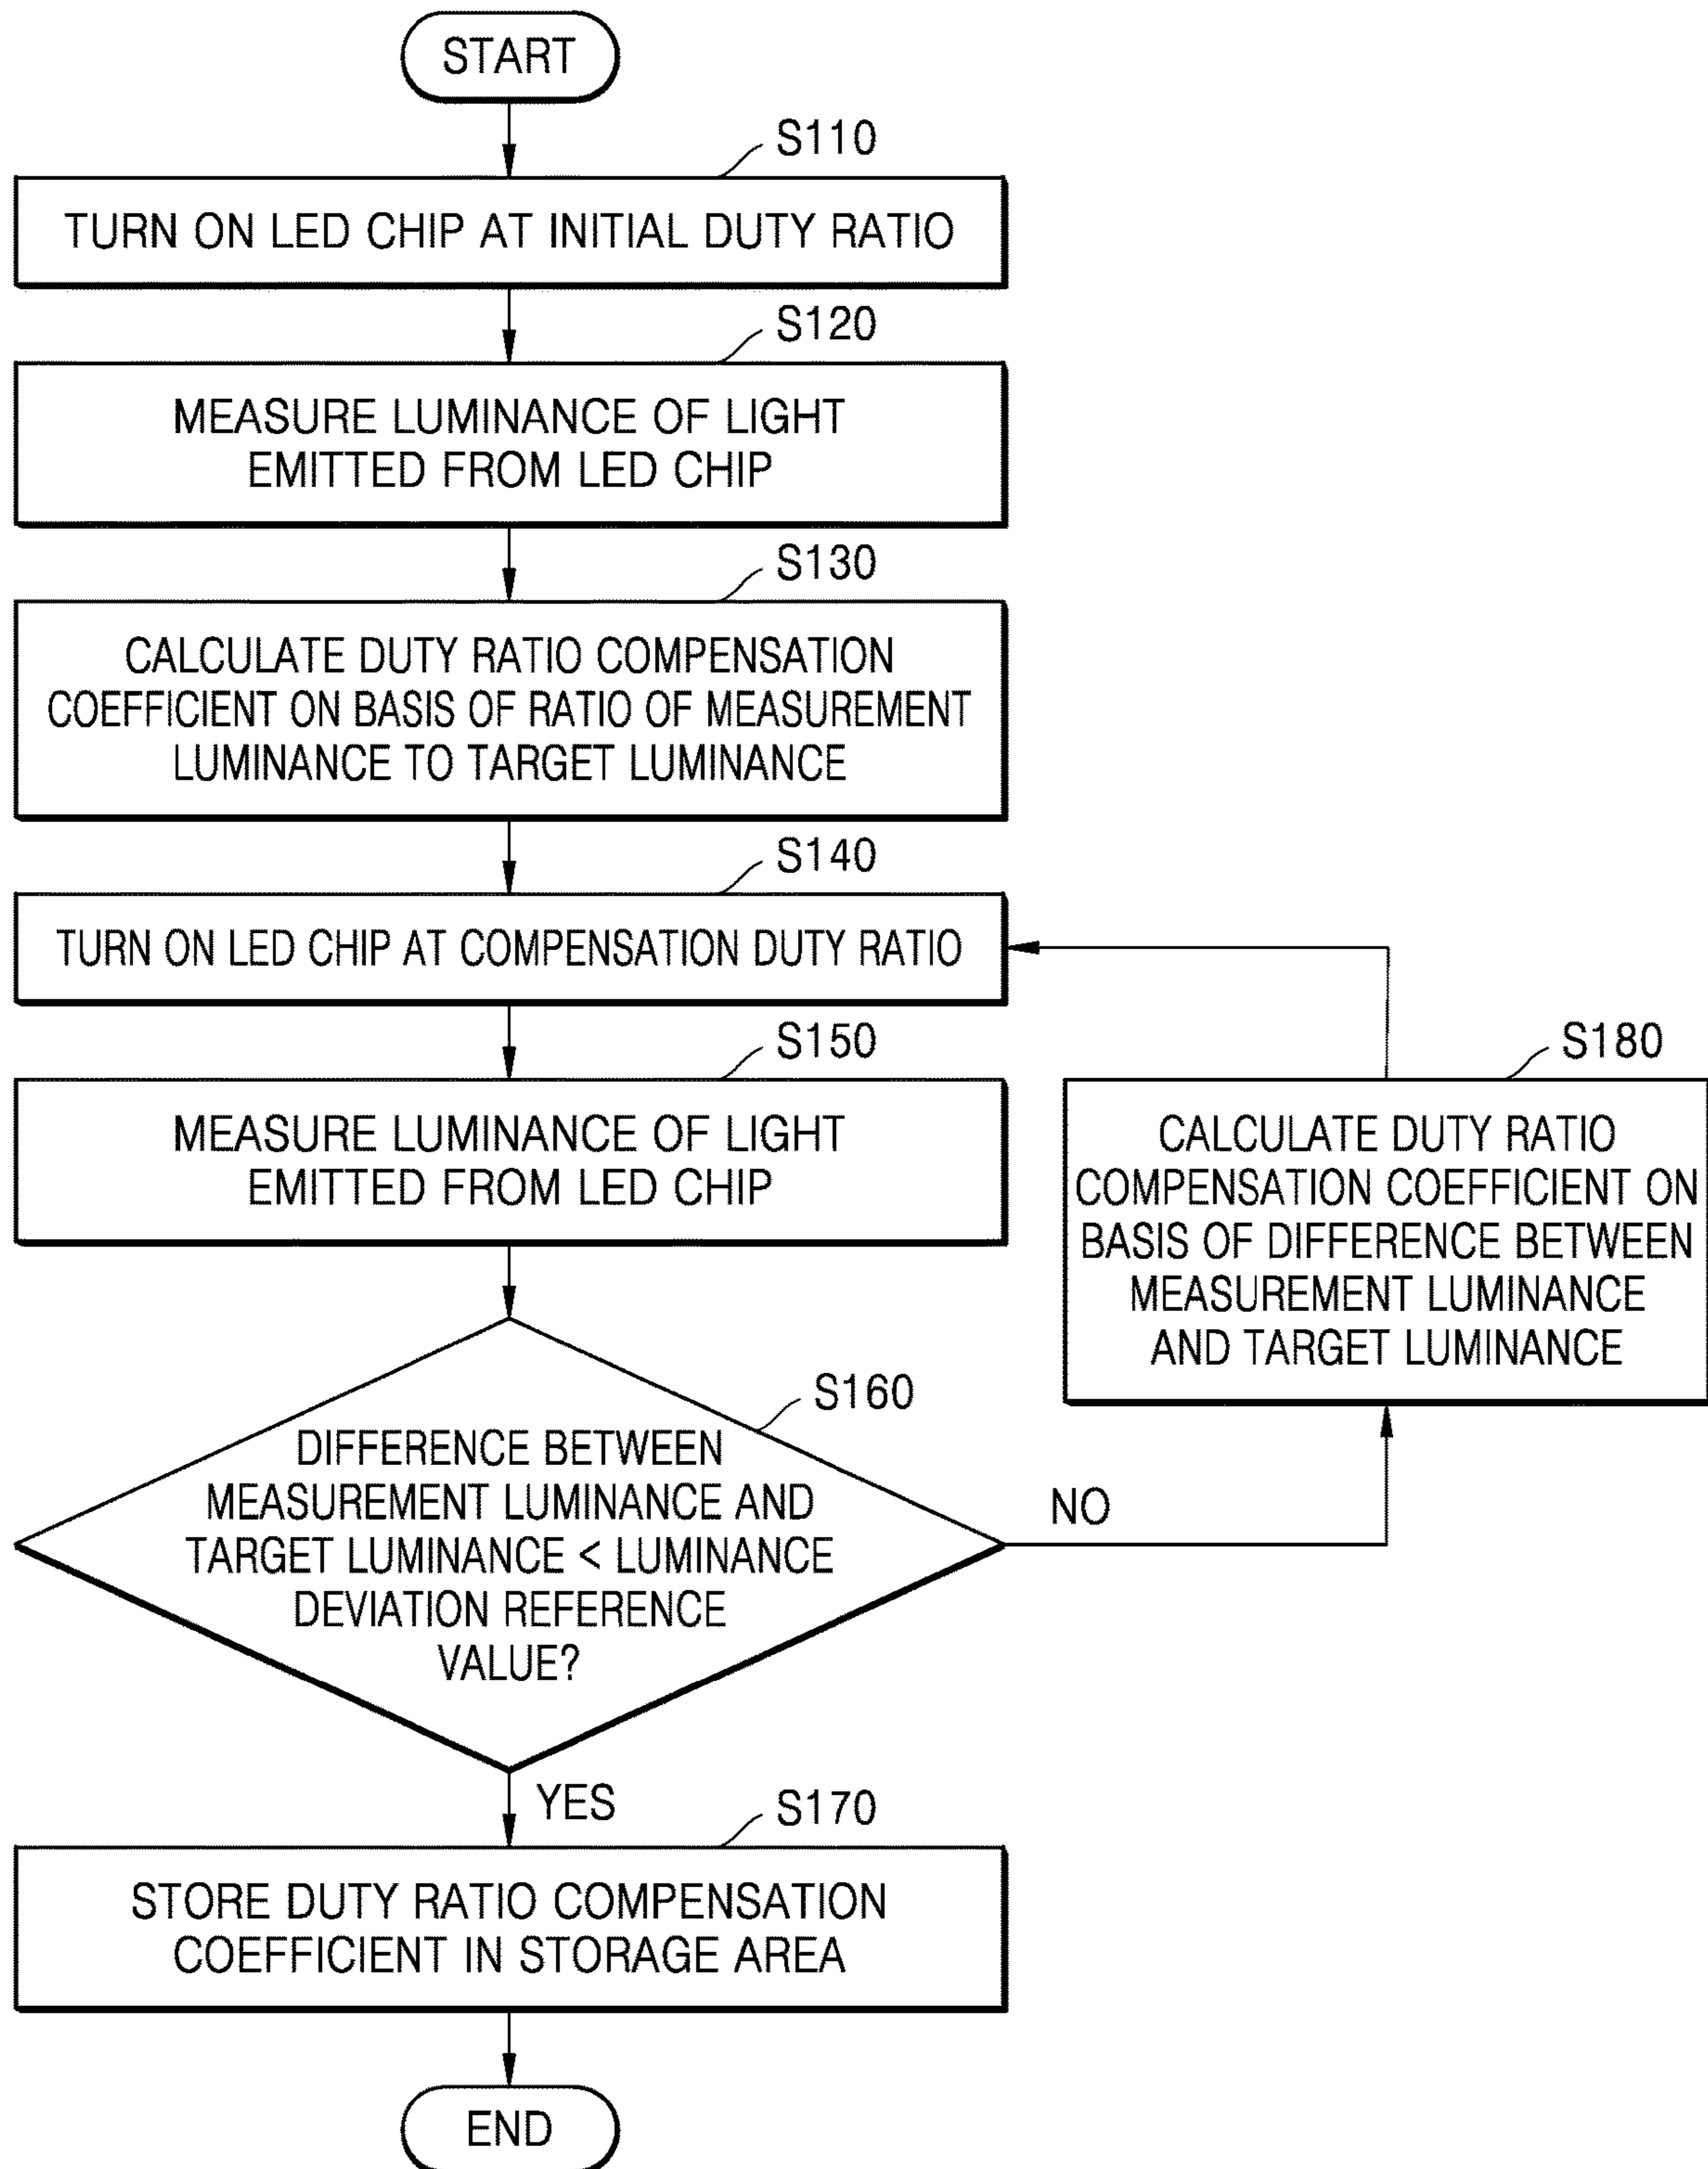 START
S110
TURN ON LED CHIP AT INITIAL DUTY RATIO
S120
MEASURE LUMINANCE OF LIGHT
EMITTED FROM LED CHIP
S130
CALCULATE DUTY RATIO COMPENSATION
COEFFICIENT ON BASIS OF RATIO OF MEASUREMENT
LUMINANCE TO TARGET LUMINANCE
S140
TURN ON LED CHIP AT COMPENSATION DUTY RATIO
S150
MEASURE LUMINANCE OF LIGHT
EMITTED FROM LED CHIP
S160
DIFFERENCE BETWEEN
MEASUREMENT LUMINANCE AND
TARGET LUMINANCE < LUMINANCE
DEVIATION REFERENCE
VALUE?
NO
S180
CALCULATE DUTY RATIO
COMPENSATION COEFFICIENT ON
BASIS OF DIFFERENCE BETWEEN
MEASUREMENT LUMINANCE
AND TARGET LUMINANCE
YES
S170
STORE DUTY RATIO COMPENSATION
COEFFICIENT IN STORAGE AREA
END